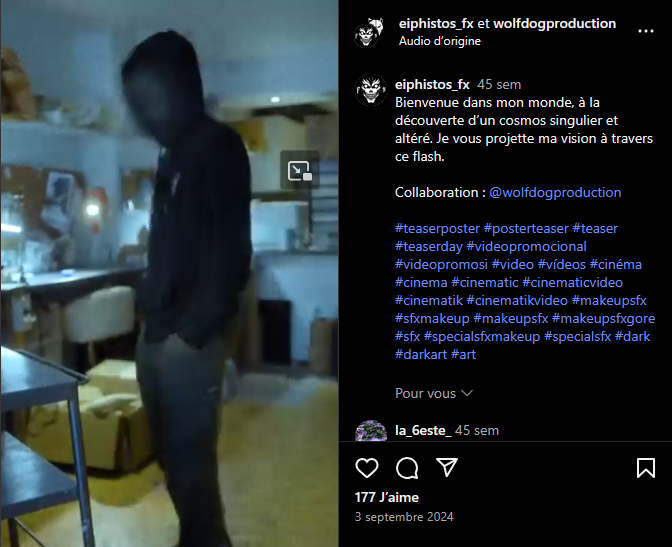 eiphistos_fx et wolfdogproduction
Audio d’origine
eiphistos_fx 45 sem
Bienvenue dans mon monde, à la
découverte d’un cosmos singulier et
altéré. Je vous projette ma vision à travers
ce flash.
Collaboration : @wolfdogproduction
#teaserposter #posterteaser #teaser
#teaserday #videopromocional
#videopromosi #video #vídeos #cinéma
#cinema #cinematic #cinematicvideo
#cinematik #cinematikvideo #makeupsfx
#sfxmakeup #makeupsfx #makeupsfxgore
#sfx #specialsfxmakeup #specialsfx #dark
#darkart #art
Pour vous
la_6este_ 45 sem
177 J’aime
3 septembre 2024